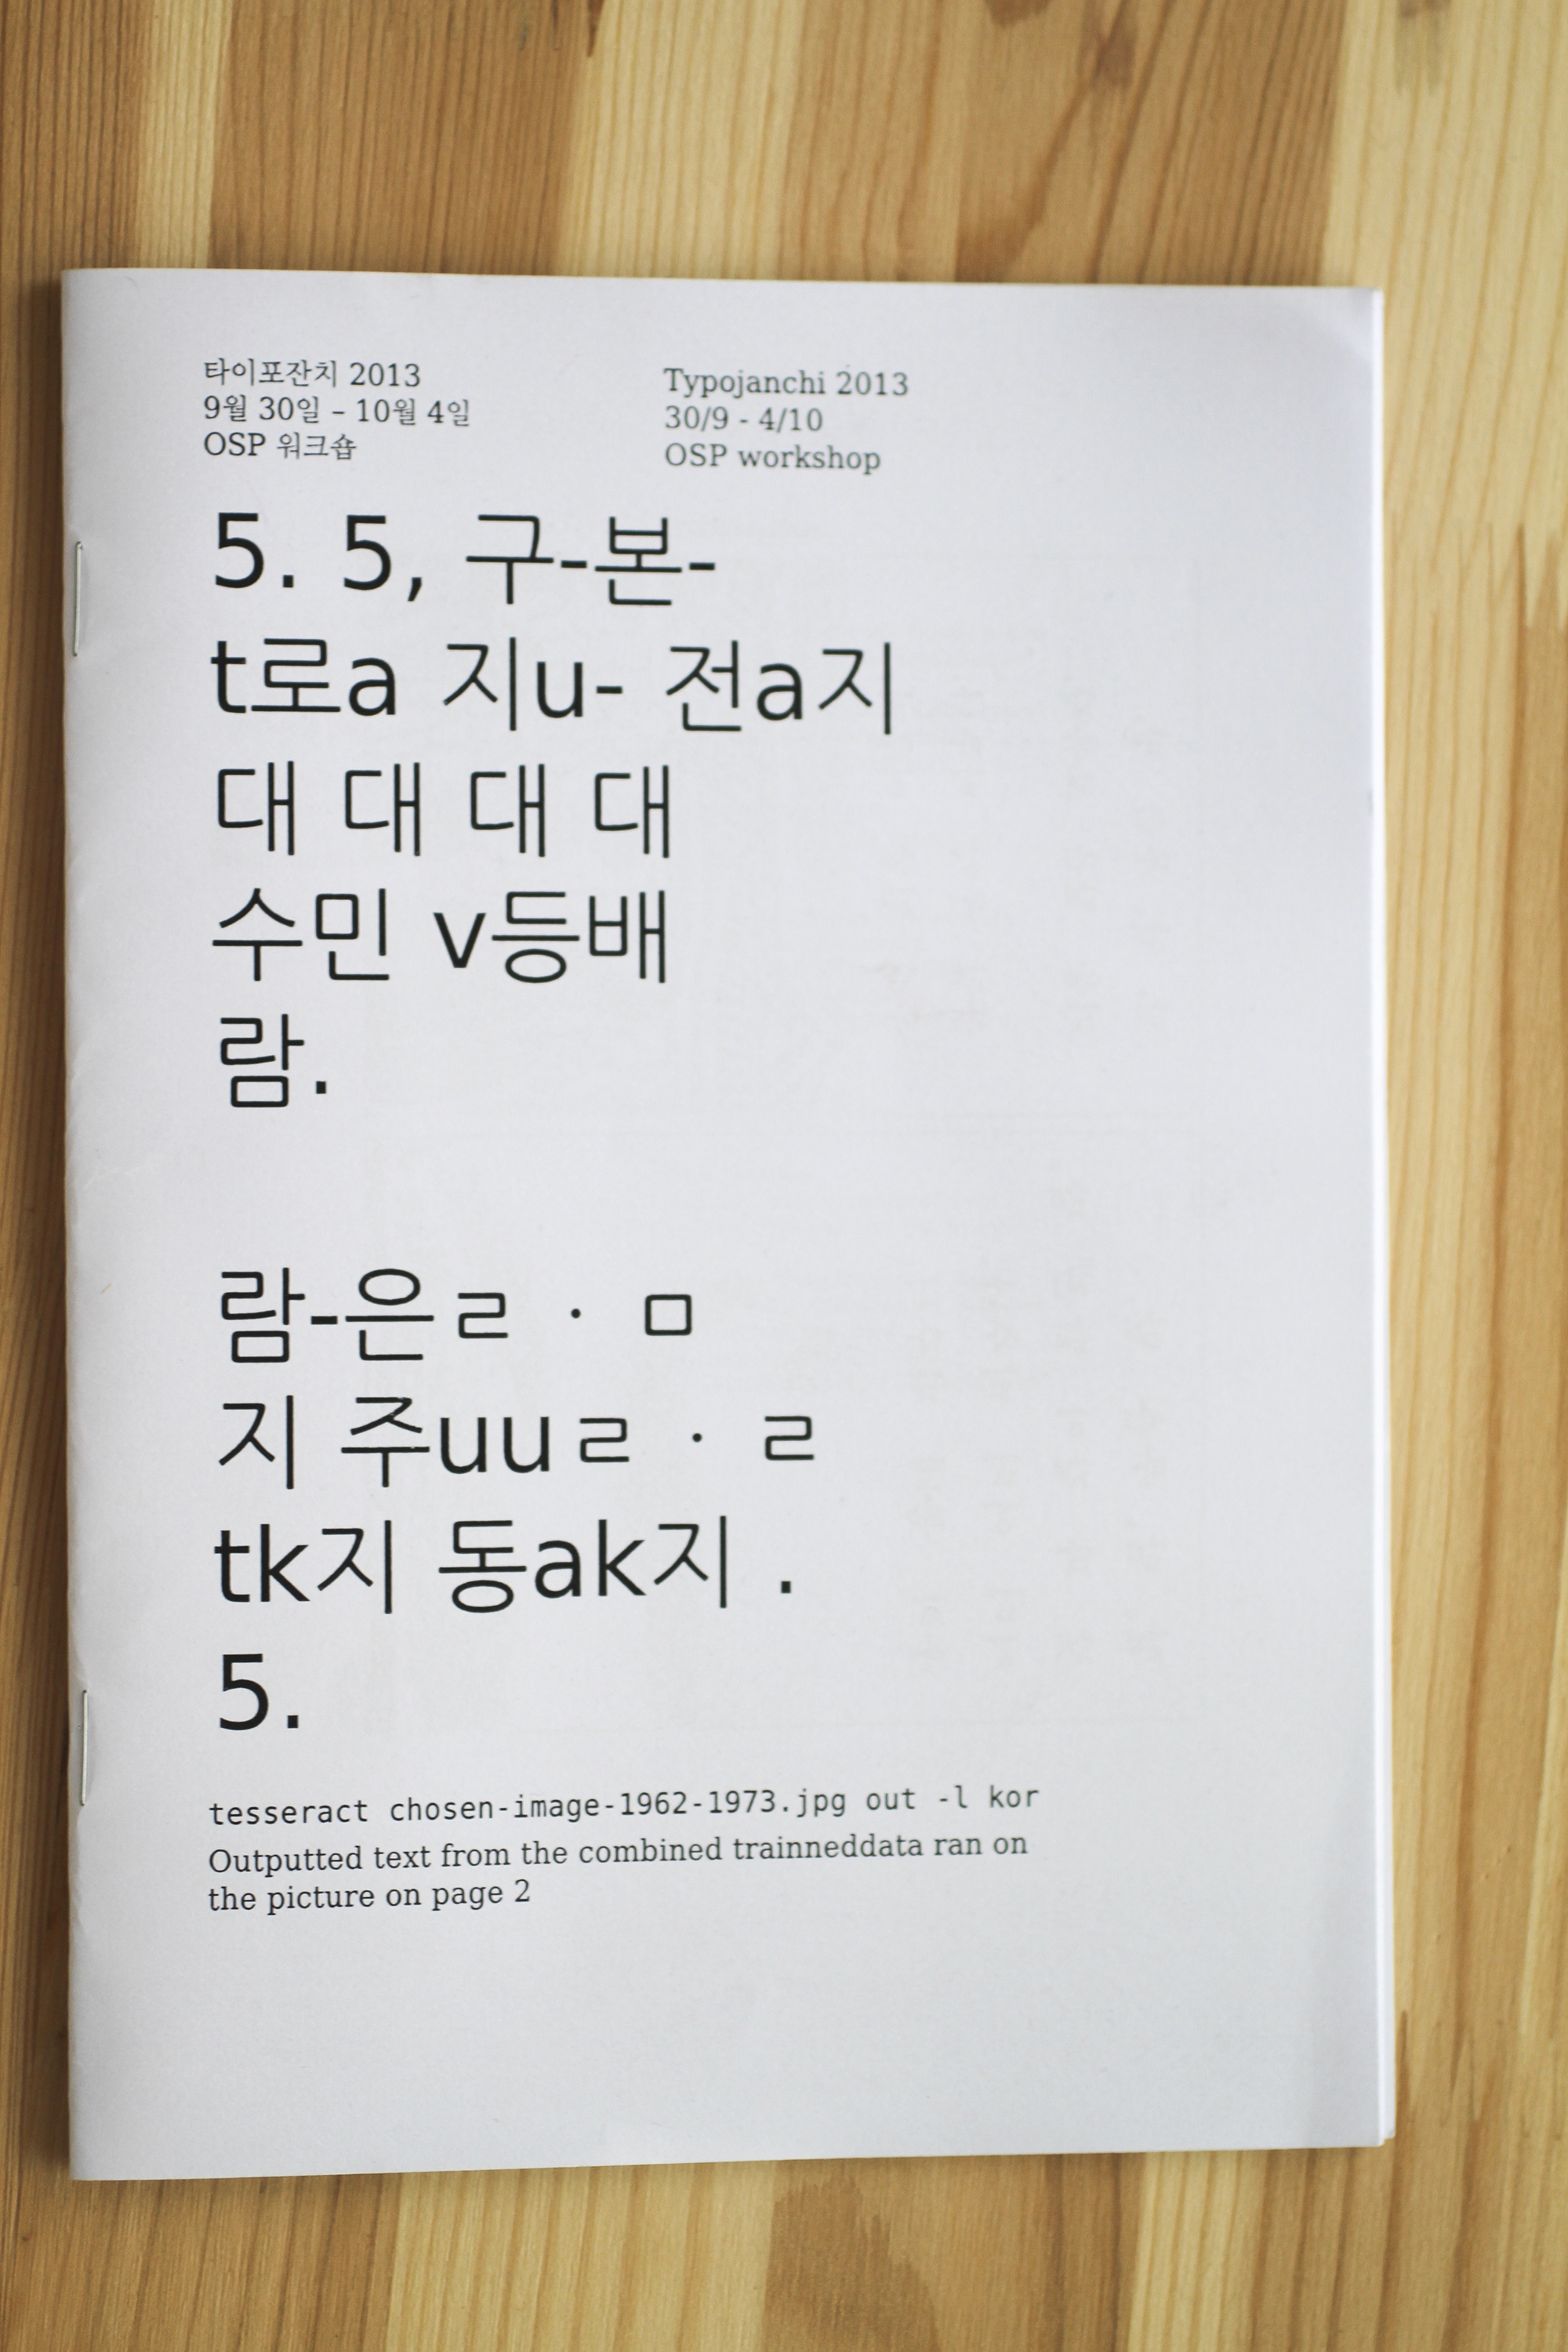 타이포잔치 2013
9월 30일 – 10월 4일
OSP 워크숍
Typojanchi 2013
30/9 - 4/10
OSP workshop
5. 5, 구-본-
t로a 지u- 전a지
대 대 대 대
수민 v등배
람.
람-은ㄹ · ㅁ
지 주uuㄹ · ㄹ
tk지 동ak지 .
5.
tesseract chosen-image-1962-1973.jpg out -l kor
Outputted text from the combined trainneddata ran on
the picture on page 2